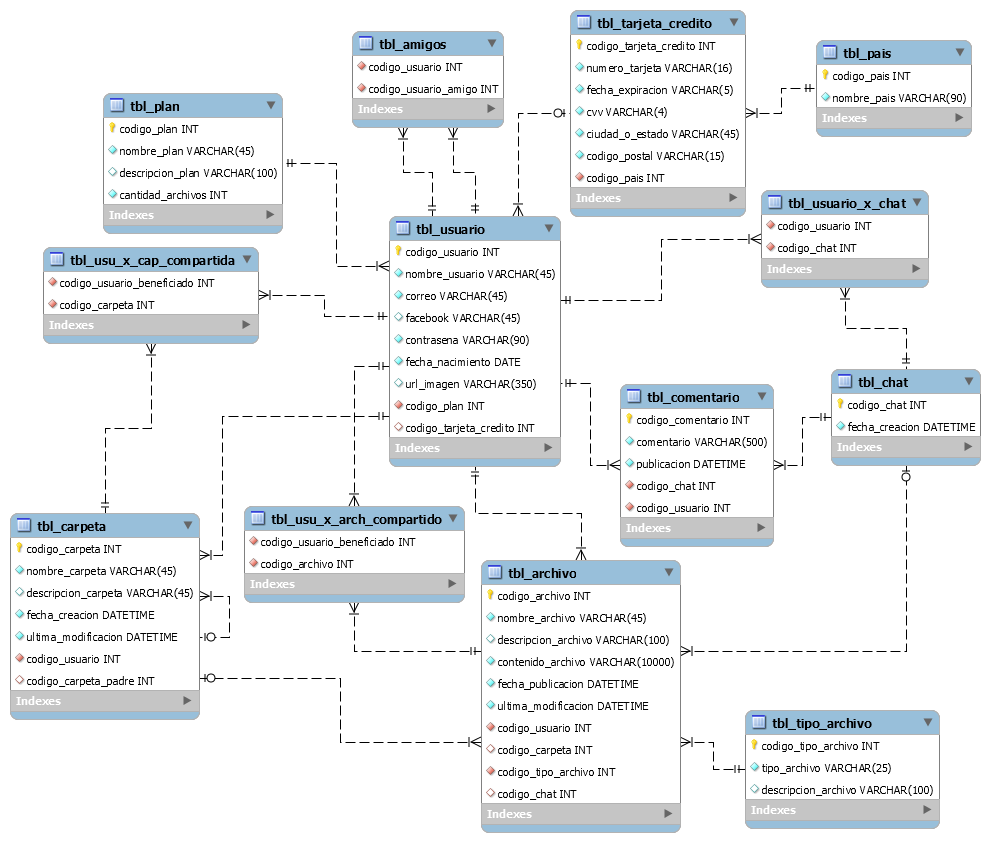 tbl_amigos
codigo_usuario INT
codigo_usuario_amigo INT
Indexes
tbl_tarjeta_credito
codigo_tarjeta_credito INT
numero_tarjeta VARCHAR(16)
fecha_expiracion VARCHAR(5)
cvv VARCHAR(4)
ciudad_o_estado VARCHAR(45)
codigo_postal VARCHAR(15)
codigo_pais INT
Indexes
tbl_pais
codigo_pais INT
nombre_pais VARCHAR(90)
Indexes
tbl_plan
codigo_plan INT
nombre_plan VARCHAR(45)
descripcion_plan VARCHAR(100)
cantidad_archivos INT
Indexes
tbl_usuario
codigo_usuario INT
nombre_usuario VARCHAR(45)
correo VARCHAR(45)
facebook VARCHAR(45)
contrasena VARCHAR(90)
fecha_nacimiento DATE
url_imagen VARCHAR(350)
codigo_plan INT
codigo_tarjeta_credito INT
Indexes
tbl_usuario_x_chat
codigo_usuario INT
codigo_chat INT
Indexes
tbl_usu_x_cap_compartida
codigo_usuario_beneficiado INT
codigo_carpeta INT
Indexes
tbl_comentario
codigo_comentario INT
comentario VARCHAR(500)
publicacion DATETIME
codigo_chat INT
codigo_usuario INT
Indexes
tbl_chat
codigo_chat INT
fecha_creacion DATETIME
Indexes
tbl_carpeta
codigo_carpeta INT
nombre_carpeta VARCHAR(45)
descripcion_carpeta VARCHAR(45)
fecha_creacion DATETIME
ultima_modificacion DATETIME
codigo_usuario INT
codigo_carpeta_padre INT
Indexes
tbl_usu_x_arch_compartido
codigo_usuario_beneficiado INT
codigo_archivo INT
Indexes
tbl_archivo
codigo_archivo INT
nombre_archivo VARCHAR(45)
descripcion_archivo VARCHAR(100)
contenido_archivo VARCHAR(10000)
fecha_publicacion DATETIME
ultima_modificacion DATETIME
codigo_usuario INT
codigo_carpeta INT
codigo_tipo_archivo INT
codigo_chat INT
Indexes
tbl_tipo_archivo
codigo_tipo_archivo INT
tipo_archivo VARCHAR(25)
descripcion_archivo VARCHAR(100)
Indexes